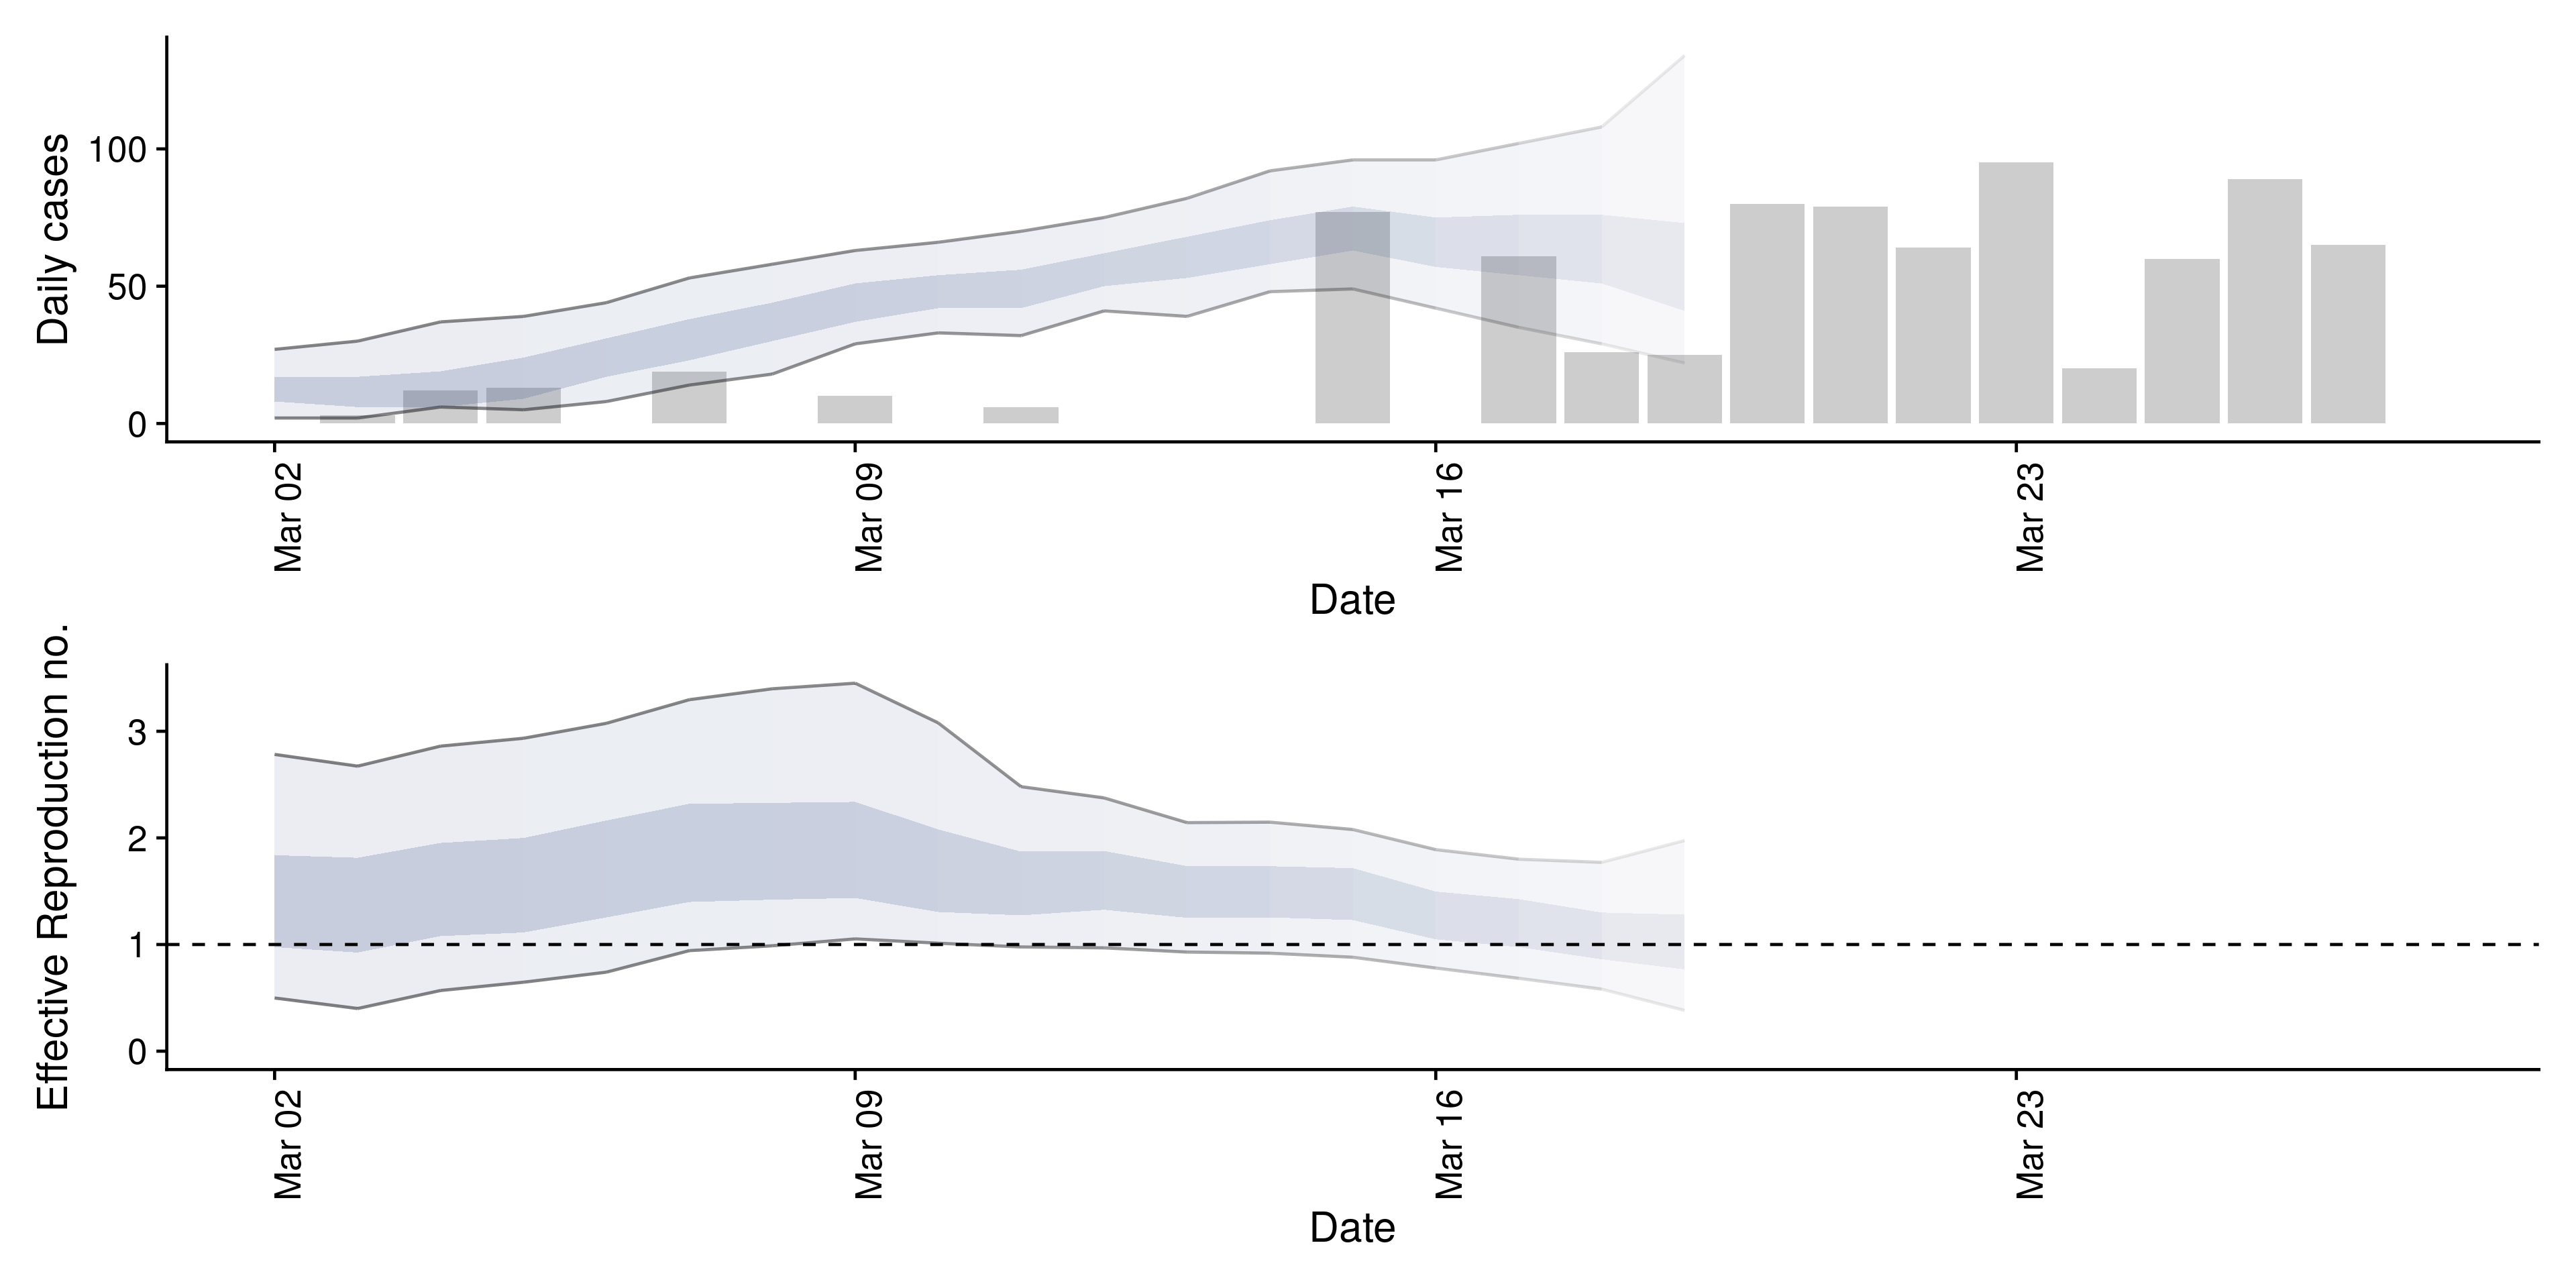 Daily cases
100
50
0
Mar 02
Mar 09
Mar 16
Mar 23
Date
Effective Reproduction no.
3
2
1
0
Mar 02
Mar 09
Mar 16
Mar 23
Date